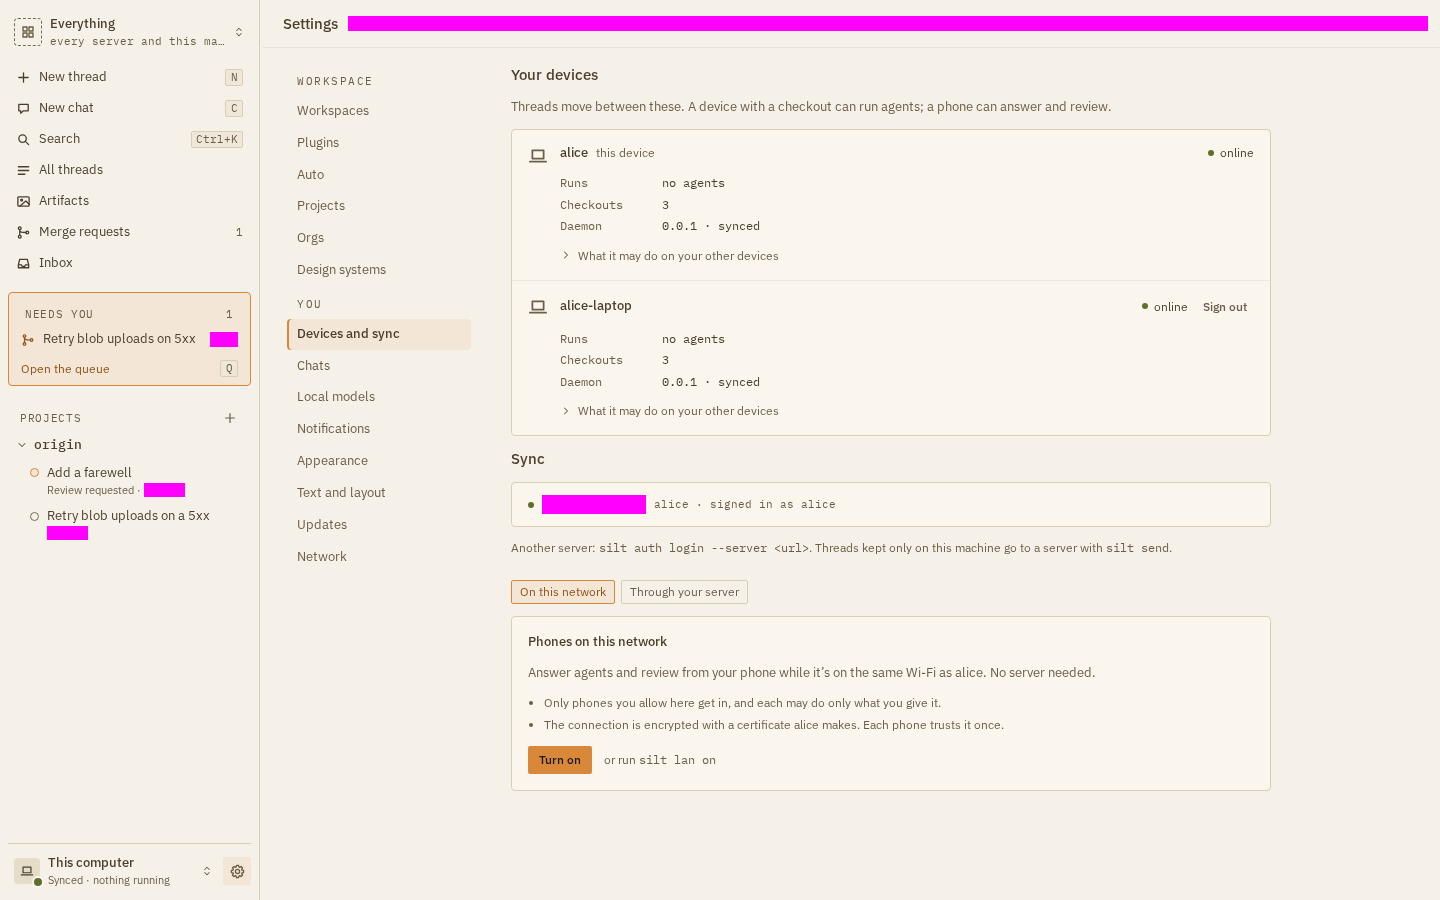 Everything
every server and this ma…
New thread N
New chat C
Search Ctrl+K
All threads
Artifacts
Merge requests 1
Inbox
NEEDS YOU 1
Retry blob uploads on 5xx
Open the queue Q
PROJECTS
origin
Add a farewell
Review requested ·
Retry blob uploads on a 5xx
This computer
Synced · nothing running
Settings
WORKSPACE
Workspaces
Plugins
Auto
Projects
Orgs
Design systems
YOU
Devices and sync
Chats
Local models
Notifications
Appearance
Text and layout
Updates
Network
Your devices
Threads move between these. A device with a checkout can run agents; a phone can answer and review.
alice this device online
Runs no agents
Checkouts 3
Daemon 0.0.1 · synced
What it may do on your other devices
alice-laptop online Sign out
Runs no agents
Checkouts 3
Daemon 0.0.1 · synced
What it may do on your other devices
Sync
alice · signed in as alice
Another server: silt auth login --server <url>. Threads kept only on this machine go to a server with silt send.
On this network Through your server
Phones on this network
Answer agents and review from your phone while it’s on the same Wi-Fi as alice. No server needed.
• Only phones you allow here get in, and each may do only what you give it.
• The connection is encrypted with a certificate alice makes. Each phone trusts it once.
Turn on or run silt lan on